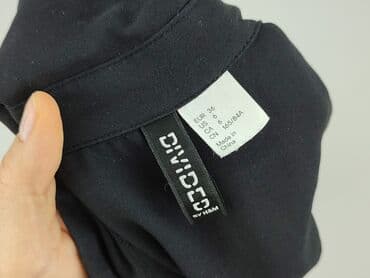 EUR 36
US 6
CA 6
CN 165/84A
Made in
China
DIVIDED
BY H&M